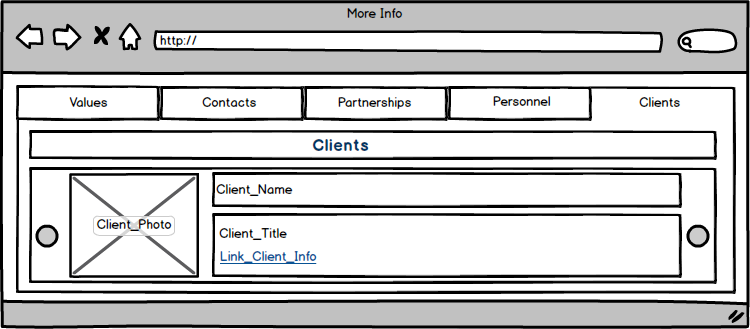 More Info
http://
Values Contacts Partnerships Personnel Clients
Clients
Client_Photo
Client_Name
Client_Title
Link_Client_Info